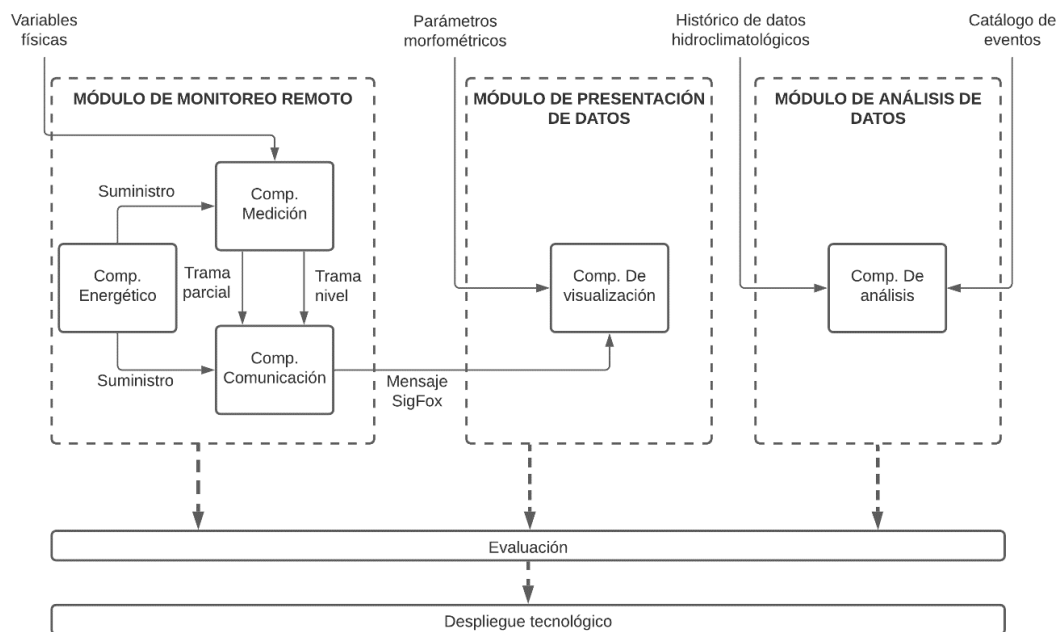 Variables
físicas
Parámetros
morfométricos
Histórico de datos
hidroclimatológicos
Catálogo de
eventos
MÓDULO DE MONITOREO REMOTO
MÓDULO DE PRESENTACIÓN
DE DATOS
MÓDULO DE ANÁLISIS DE
DATOS
Suministro
Comp.
Medición
Comp.
Energético
Trama
parcial
Trama
nivel
Comp. De
visualización
Comp. De
análisis
Suministro
Comp.
Comunicación
Mensaje
SigFox
Evaluación
Despliegue tecnológico